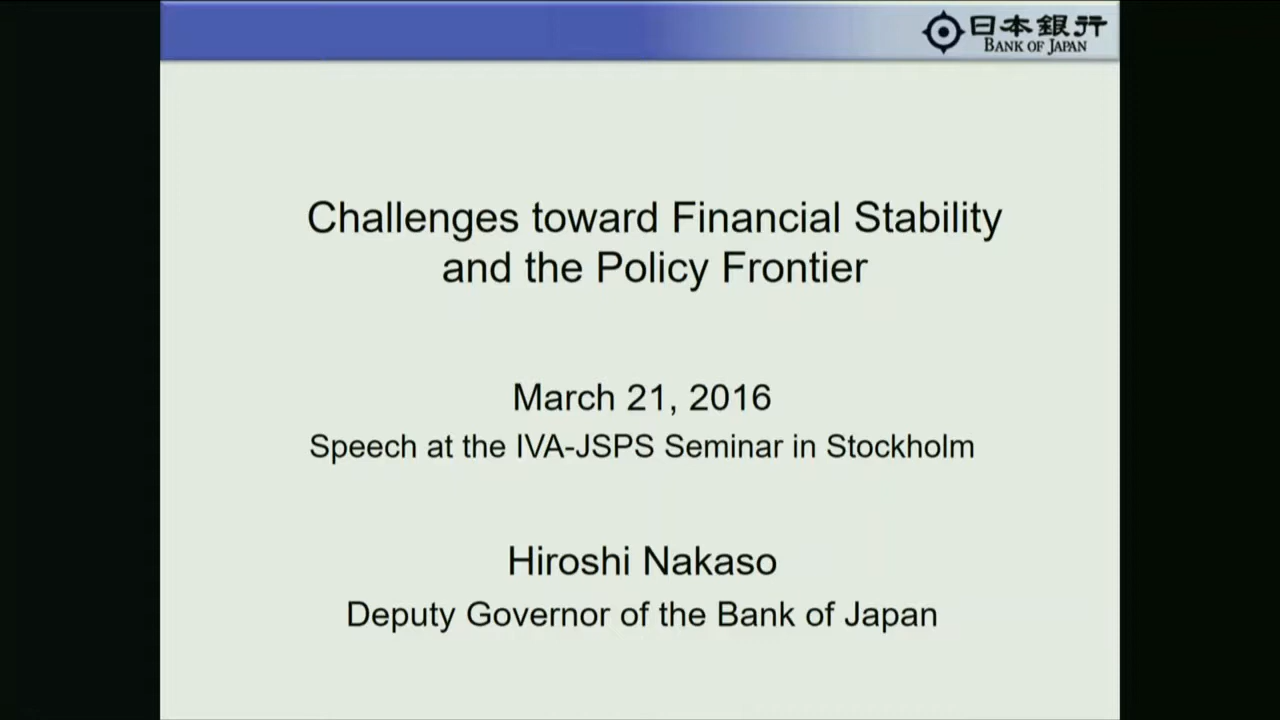 日本銀行
BANK OF JAPAN
Challenges toward Financial Stability
and the Policy Frontier
March 21, 2016
Speech at the IVA-JSPS Seminar in Stockholm
Hiroshi Nakaso
Deputy Governor of the Bank of Japan